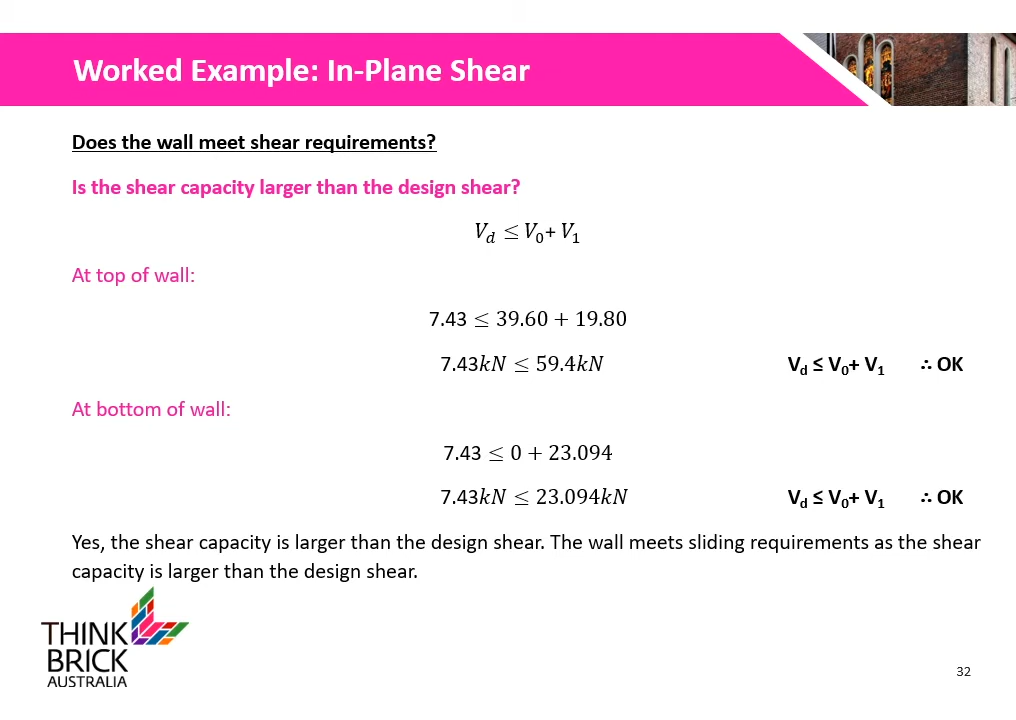 Worked Example: In-Plane Shear
Does the wall meet shear requirements?
Is the shear capacity larger than the design shear?
V_d ≤ V_0 + V_1
At top of wall:
7.43 ≤ 39.60 + 19.80
7.43kN ≤ 59.4kN V_d ≤ V_0+ V_1 ∴ OK
At bottom of wall:
7.43 ≤ 0 + 23.094
7.43kN ≤ 23.094kN V_d ≤ V_0+ V_1 ∴ OK
Yes, the shear capacity is larger than the design shear. The wall meets sliding requirements as the shear
capacity is larger than the design shear.
THINK
BRICK
AUSTRALIA
32